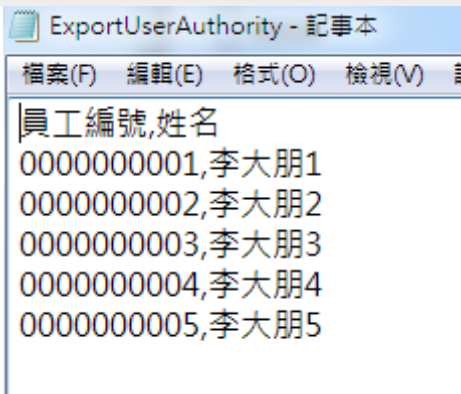 ExportUserAuthority - 記事本
檔案(F) 編輯(E) 格式(O) 檢視(V)
員工編號,姓名
0000000001,李大朋1
0000000002,李大朋2
0000000003,李大朋3
0000000004,李大朋4
0000000005,李大朋5